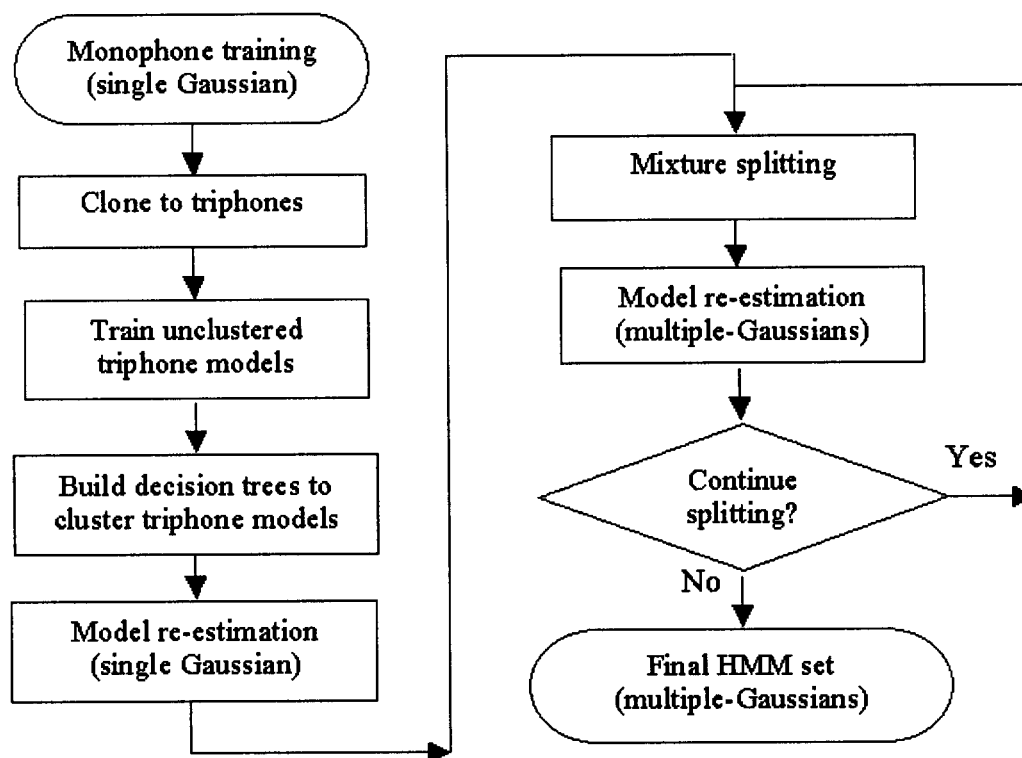 Monophone training
(single Gaussian)
Clone to triphones
Train unclustered
triphone models
Build decision trees to
cluster triphone models
Model re-estimation
(single Gaussian)
Mixture splitting
Model re-estimation
(multiple-Gaussians)
Continue
splitting?
Yes
No
Final HMM set
(multiple-Gaussians)